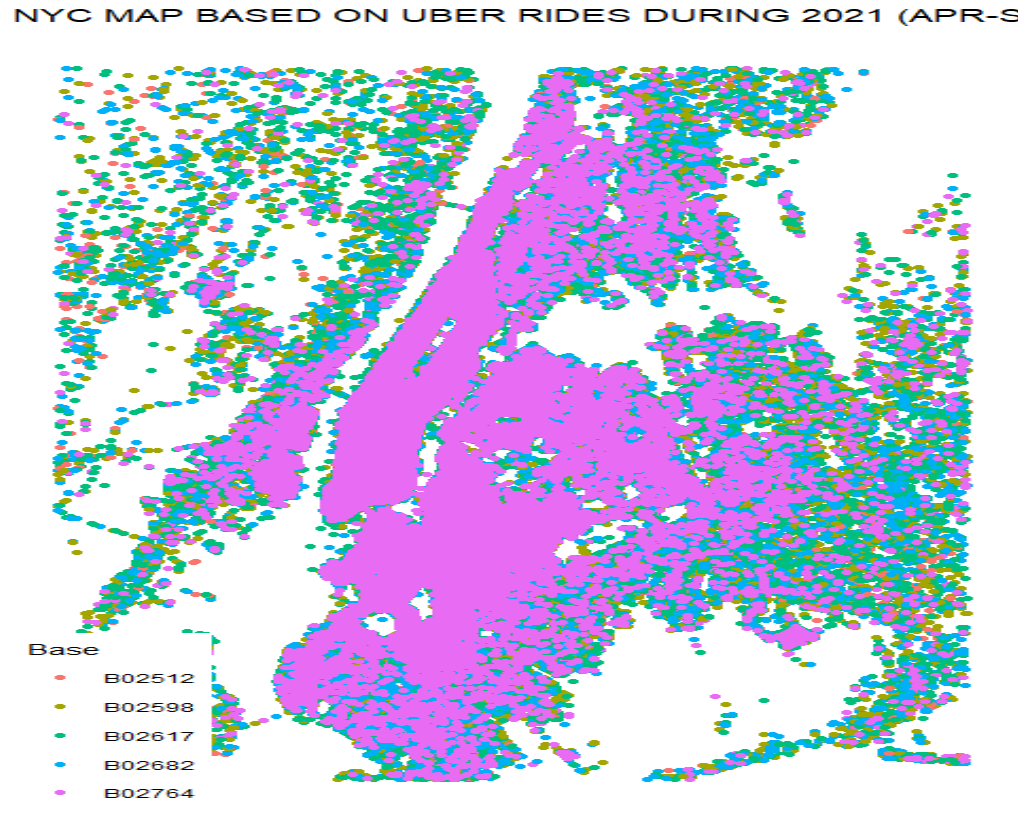 NYC MAP BASED ON UBER RIDES DURING 2021 (APR-S
Base
B02512
B02598
B02617
B02682
B02764